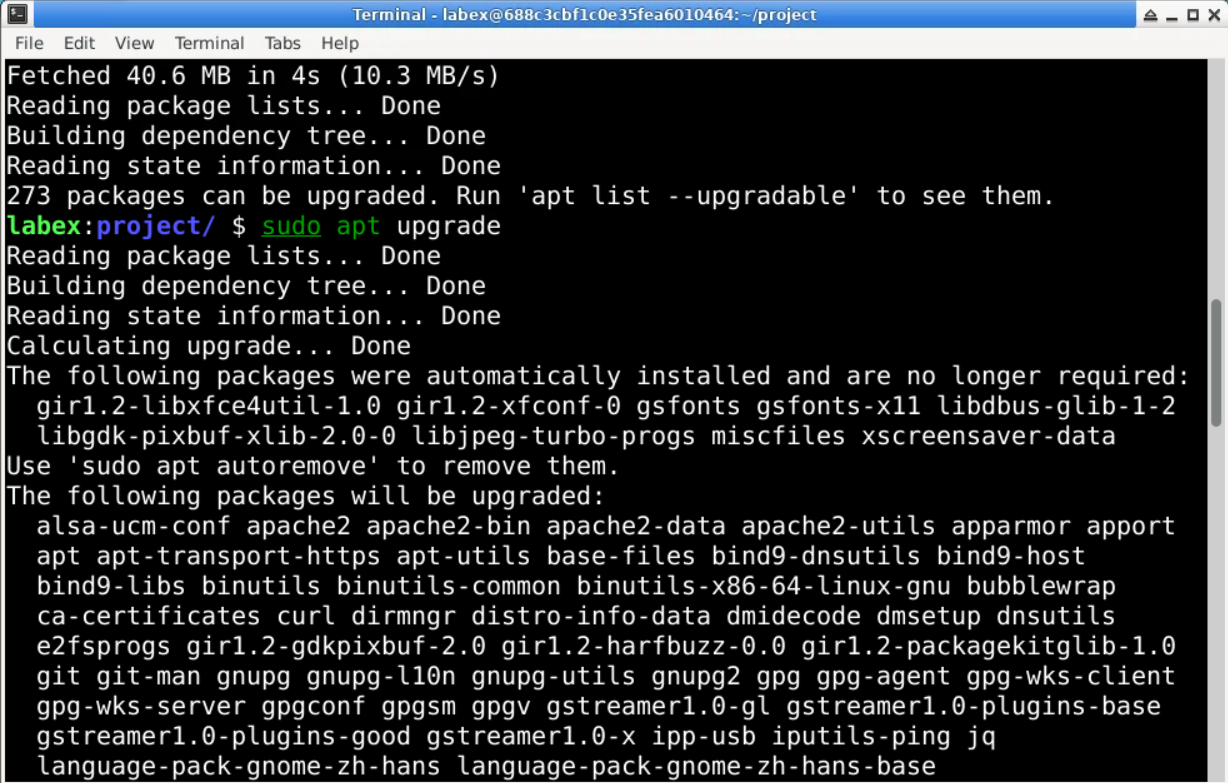 Terminal - labex@688c3cbf1c0e35fea6010464:~/project
File Edit View Terminal Tabs Help
Fetched 40.6 MB in 4s (10.3 MB/s)
Reading package lists... Done
Building dependency tree... Done
Reading state information... Done
273 packages can be upgraded. Run 'apt list --upgradable' to see them.
labex:project/ $ sudo apt upgrade
Reading package lists... Done
Building dependency tree... Done
Reading state information... Done
Calculating upgrade... Done
The following packages were automatically installed and are no longer required:
  gir1.2-libxfce4util-1.0 gir1.2-xfconf-0 gsfonts gsfonts-x11 libdbus-glib-1-2
  libgdk-pixbuf-xlib-2.0-0 libjpeg-turbo-progs miscfiles xscreensaver-data
Use 'sudo apt autoremove' to remove them.
The following packages will be upgraded:
  alsa-ucm-conf apache2 apache2-bin apache2-data apache2-utils apparmor apport
  apt apt-transport-https apt-utils base-files bind9-dnsutils bind9-host
  bind9-libs binutils binutils-common binutils-x86-64-linux-gnu bubblewrap
  ca-certificates curl dirmngr distro-info-data dmidecode dmsetup dnsutils
  e2fsprogs gir1.2-gdkpixbuf-2.0 gir1.2-harfbuzz-0.0 gir1.2-packagekitglib-1.0
  git git-man gnupg gnupg-l10n gnupg-utils gnupg2 gpg gpg-agent gpg-wks-client
  gpg-wks-server gpgconf gpgsm gpgv gstreamer1.0-gl gstreamer1.0-plugins-base
  gstreamer1.0-plugins-good gstreamer1.0-x ipp-usb iputils-ping jq
  language-pack-gnome-zh-hans language-pack-gnome-zh-hans-base